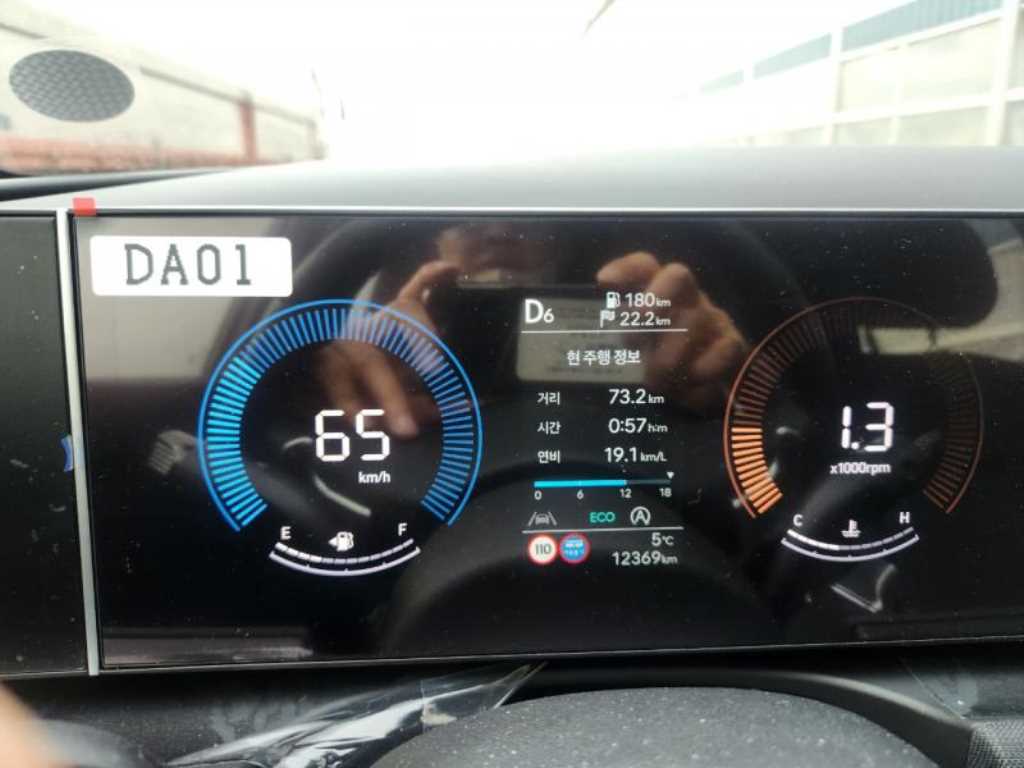 DA01
D6
180km
22.2km
현 주행 정보
거리 73.2km
시간 0:57h:m
연비 19.1km/L
0 6 12 18
ECO A
110
5℃
12369km
65
km/h
E F
1.3
x1000rpm
C H